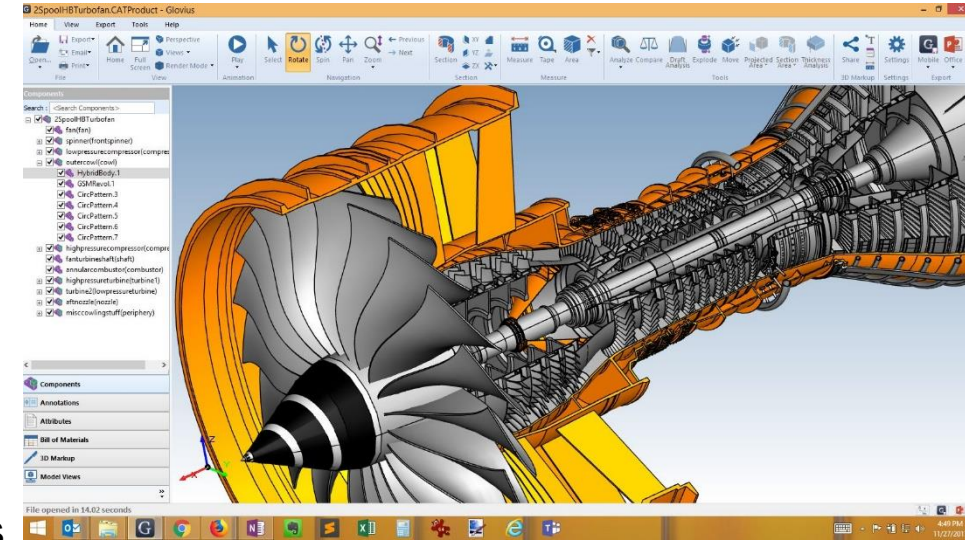 2SpoolHBTurbofan.CATProduct - Glovius
Home View Export Tools Help
Open... Export Email Print Home Full Screen Perspective Views Render Mode Play Select Rotate Spin Pan Zoom Previous Next Section XY YZ ZX Measure Tape Area Analyze Compare Draft Analysis Explode Move Projected Area Section Area Thickness Analysis Share Settings Mobile Office
File View Animation Navigation Section Measure Tools 3D Markup Settings Export
Components
Search : <Search Components>
2SpoolHBTurbofan
fan(fan)
spinner(frontspinner)
lowpressurecompressor(compres
outercowl(cowl)
HybridBody.1
GSMRevol.1
CircPattern.3
CircPattern.4
CircPattern.5
CircPattern.6
CircPattern.7
highpressurecompressor(compre
fanturbineshaft(shaft)
annularcombustor(combustor)
highpressureturbine(turbine1)
turbine2(lowpressureturbine)
aftnozzle(nozzle)
misccowlingstuff(periphery)
Components
Annotations
Attributes
Bill of Materials
3D Markup
Model Views
Z
Y
X
File opened in 14.02 seconds
4:49 PM
s